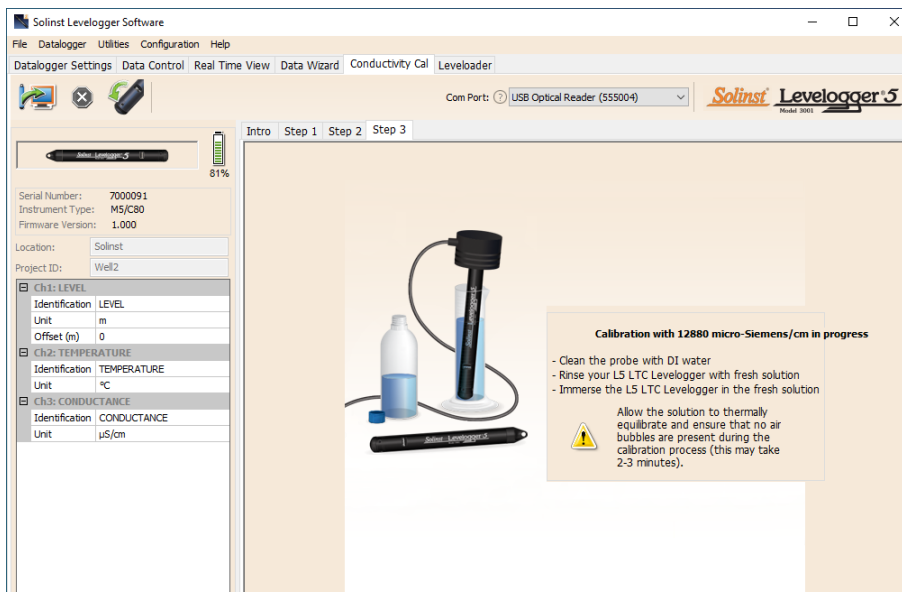 Solinst Levelogger Software
File Datalogger Utilities Configuration Help
Datalogger Settings Data Control Real Time View Data Wizard Conductivity Cal Leveloader
Com Port: ? USB Optical Reader (555004)
Solinst Levelogger 5
Model 3001
Intro Step 1 Step 2 Step 3
Solinst Levelogger 5
81%
Serial Number: 7000091
Instrument Type: M5/C80
Firmware Version: 1.000
Location: Solinst
Project ID: Well2
Ch1: LEVEL
Identification LEVEL
Unit m
Offset (m) 0
Ch2: TEMPERATURE
Identification TEMPERATURE
Unit °C
Ch3: CONDUCTANCE
Identification CONDUCTANCE
Unit µS/cm
Calibration with 12880 micro-Siemens/cm in progress
- Clean the probe with DI water
- Rinse your L5 LTC Levelogger with fresh solution
- Immerse the L5 LTC Levelogger in the fresh solution
Allow the solution to thermally
equilibrate and ensure that no air
bubbles are present during the
calibration process (this may take
2-3 minutes).
Solinst Levelogger 5